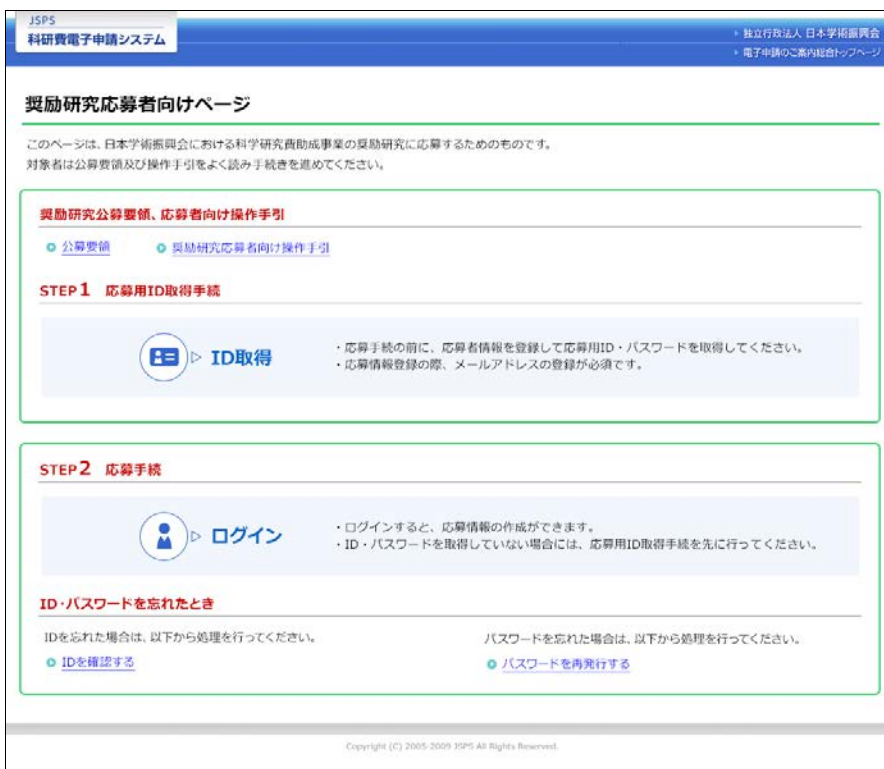 JSPS
科研費電子申請システム
独立行政法人 日本学術振興会
電子申請のご案内総合トップページ
奨励研究応募者向けページ
このページは、日本学術振興会における科学研究費助成事業の奨励研究に応募するためのものです。
対象者は公募要領及び操作手引をよく読み手続きを進めてください。
奨励研究公募要領、応募者向け操作手引
公募要領 奨励研究応募者向け操作手引
STEP1 応募用ID取得手続
ID取得
・応募手続の前に、応募者情報を登録して応募用ID・パスワードを取得してください。
・応募情報登録の際、メールアドレスの登録が必須です。
STEP2 応募手続
ログイン
・ログインすると、応募情報の作成ができます。
・ID・パスワードを取得していない場合には、応募用ID取得手続を先に行ってください。
ID・パスワードを忘れたとき
IDを忘れた場合は、以下から処理を行ってください。
IDを確認する
パスワードを忘れた場合は、以下から処理を行ってください。
パスワードを再発行する
Copyright (C) 2005-2009 JSPS All Rights Reserved.